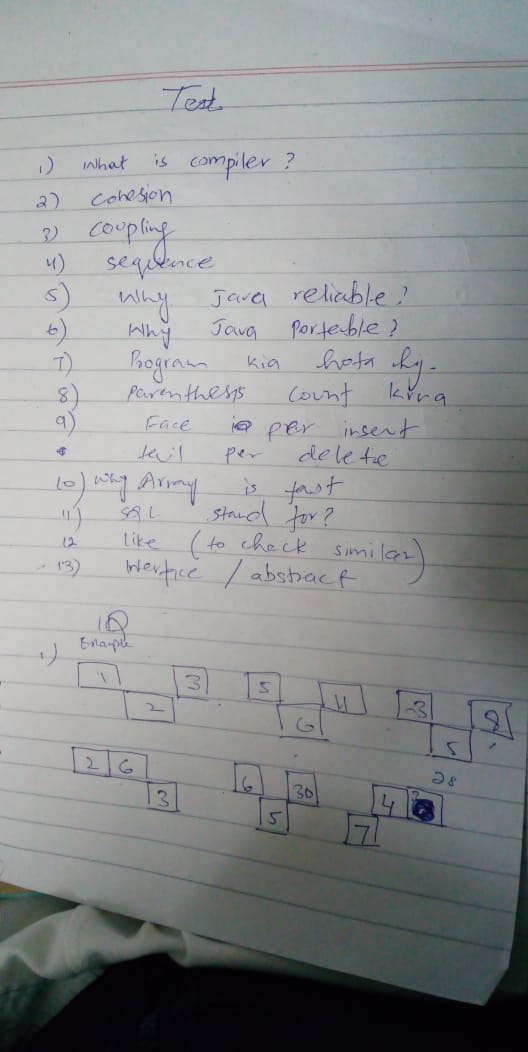 Test
1) What is compiler?
2) cohesion
3) coupling
4) sequence
5) Why Java reliable?
6) Why Java Porteable?
7) Program kia hota hy.
8) Parenthesis count krna
9) Face per insert
tail per delete
10) Why Array is fast
11) SQL stand for?
12 like (to check similar)
13) Interface / abstract
IQ
Example
1)
1 2 3 5 6 11 -3 5 8
28
2 6 3 6 5 30 7 4 ?